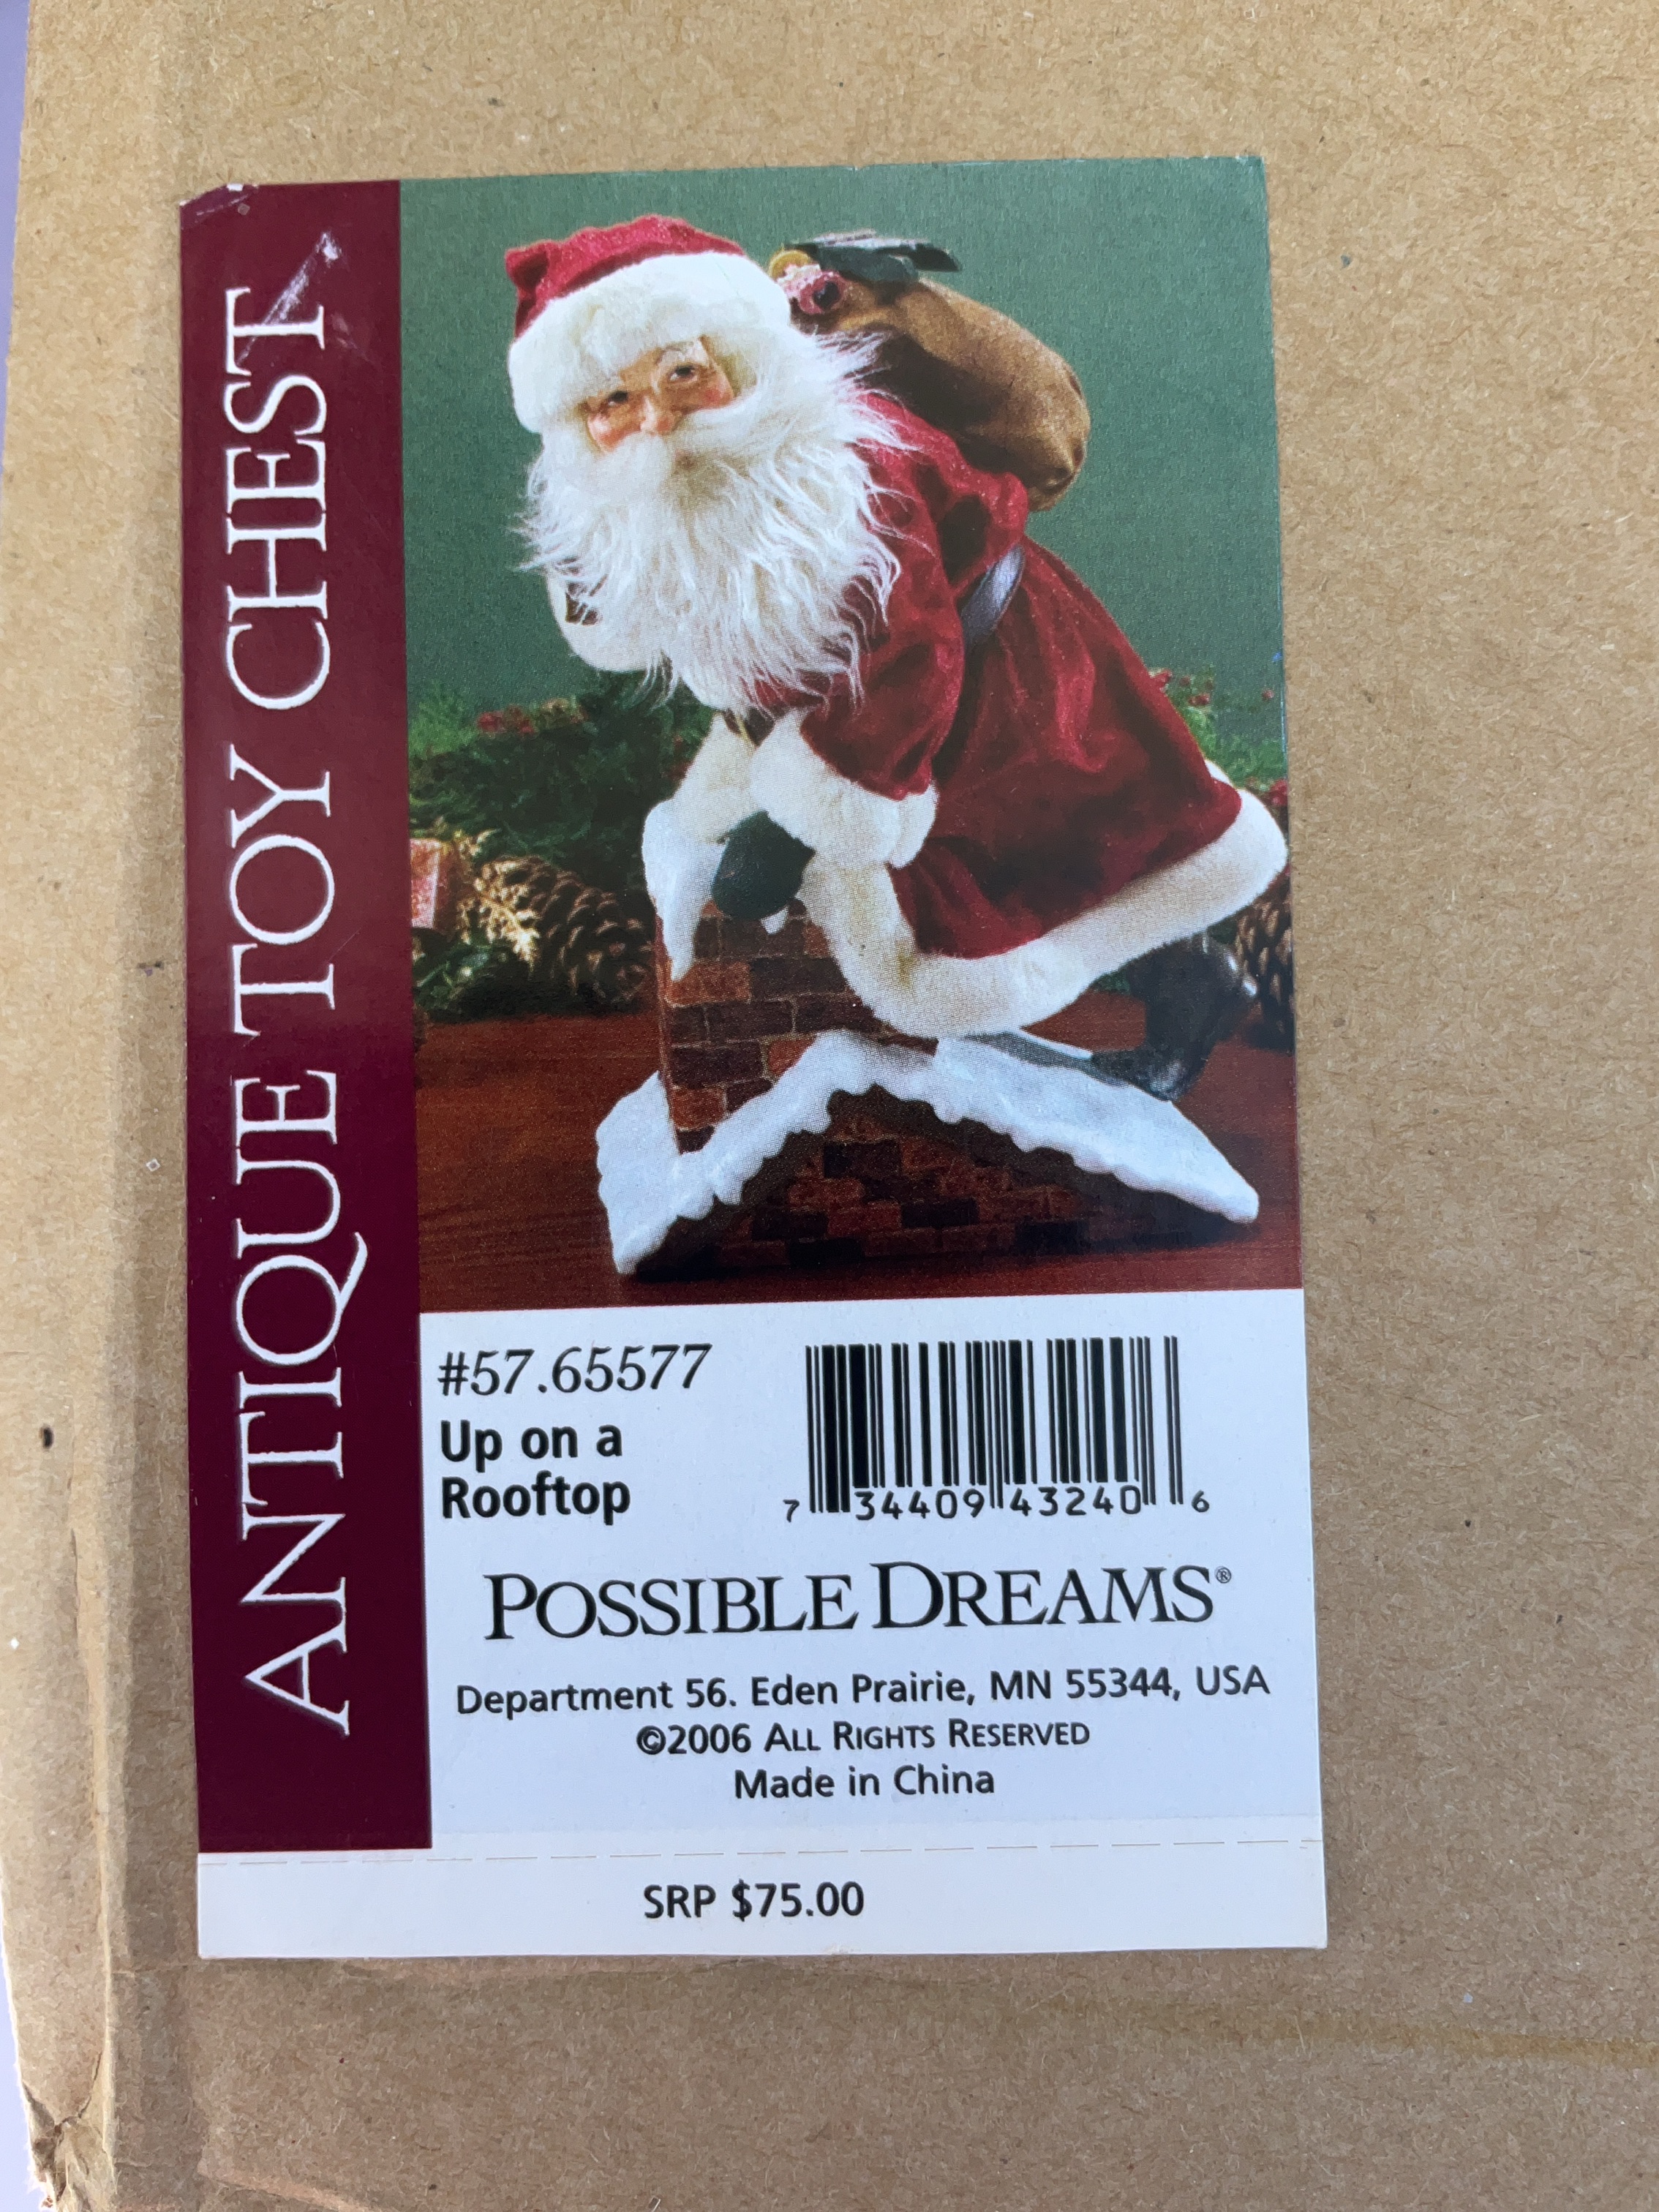 ANTIQUE TOY CHEST
#57.65577
Up on a
Rooftop
7 34409 43240 6
POSSIBLE DREAMS®
Department 56. Eden Prairie, MN 55344, USA
©2006 ALL RIGHTS RESERVED
Made in China
SRP $75.00